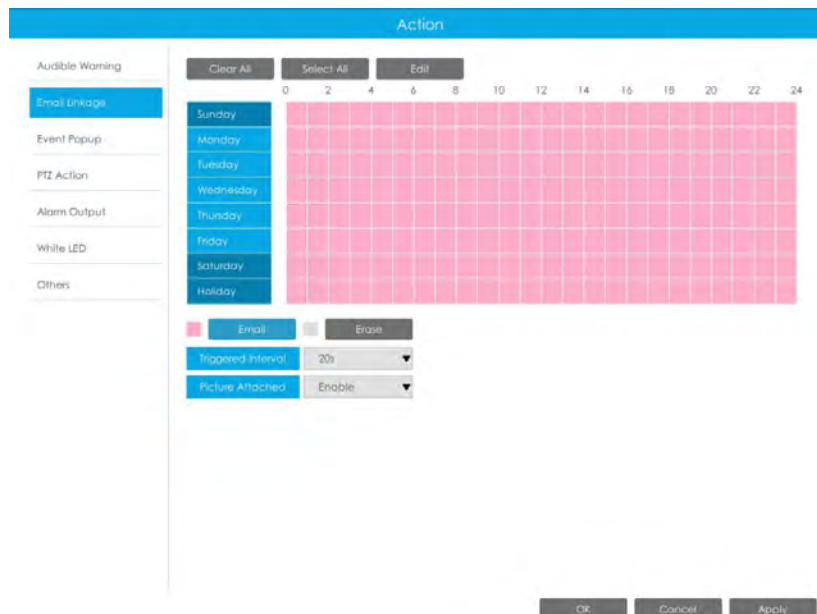 Action
Audible Warning
Email Linkage
Event Popup
PTZ Action
Alarm Output
White LED
Others
Clear All Select All Edit
0 2 4 6 8 10 12 14 16 18 20 22 24
Sunday
Monday
Tuesday
Wednesday
Thursday
Friday
Saturday
Holiday
Email Erase
Triggered Interval 20s
Picture Attached Enable
OK Cancel Apply